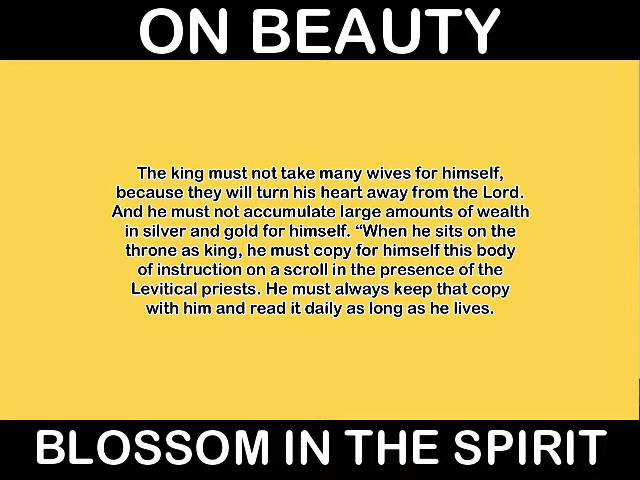 ON BEAUTY
The king must not take many wives for himself,
because they will turn his heart away from the Lord.
And he must not accumulate large amounts of wealth
in silver and gold for himself. “When he sits on the
throne as king, he must copy for himself this body
of instruction on a scroll in the presence of the
Levitical priests. He must always keep that copy
with him and read it daily as long as he lives.
BLOSSOM IN THE SPIRIT